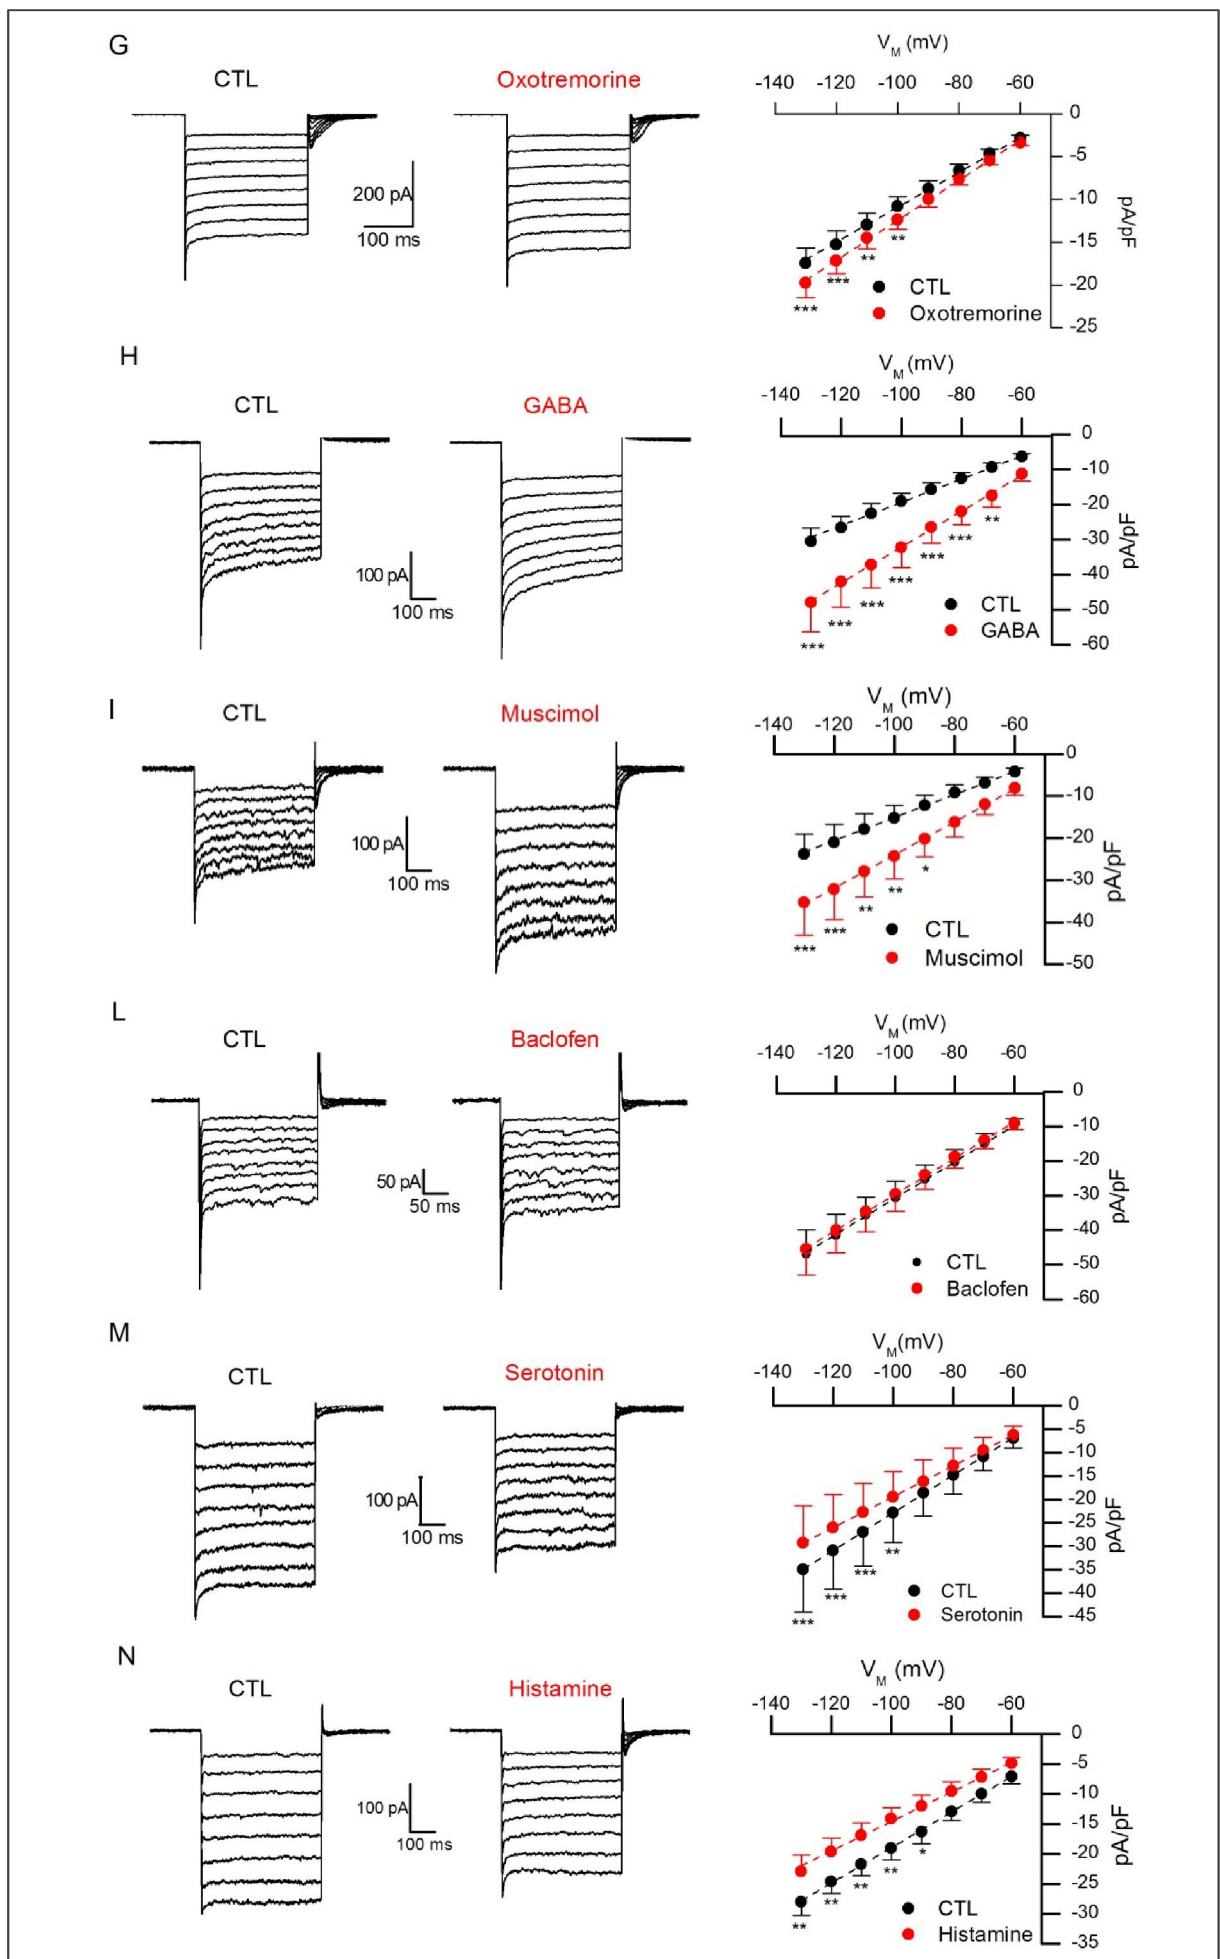 G
CTL
Oxotremorine
200 pA
100 ms
V_M (mV)
-140 -120 -100 -80 -60
0
-5
-10
-15
-20
-25
pA/pF
**
**
***
***
CTL
Oxotremorine
H
CTL
GABA
100 pA
100 ms
V_M (mV)
-140 -120 -100 -80 -60
0
-10
-20
-30
-40
-50
-60
pA/pF
**
***
***
***
***
***
***
CTL
GABA
I
CTL
Muscimol
100 pA
100 ms
V_M (mV)
-140 -120 -100 -80 -60
0
-10
-20
-30
-40
-50
pA/pF
*
**
**
***
***
CTL
Muscimol
L
CTL
Baclofen
50 pA
50 ms
V_M (mV)
-140 -120 -100 -80 -60
0
-10
-20
-30
-40
-50
-60
pA/pF
CTL
Baclofen
M
CTL
Serotonin
100 pA
100 ms
V_M(mV)
-140 -120 -100 -80 -60
0
-5
-10
-15
-20
-25
-30
-35
-40
-45
pA/pF
**
***
***
***
CTL
Serotonin
N
CTL
Histamine
100 pA
100 ms
V_M (mV)
-140 -120 -100 -80 -60
0
-5
-10
-15
-20
-25
-30
-35
pA/pF
*
**
**
**
**
CTL
Histamine